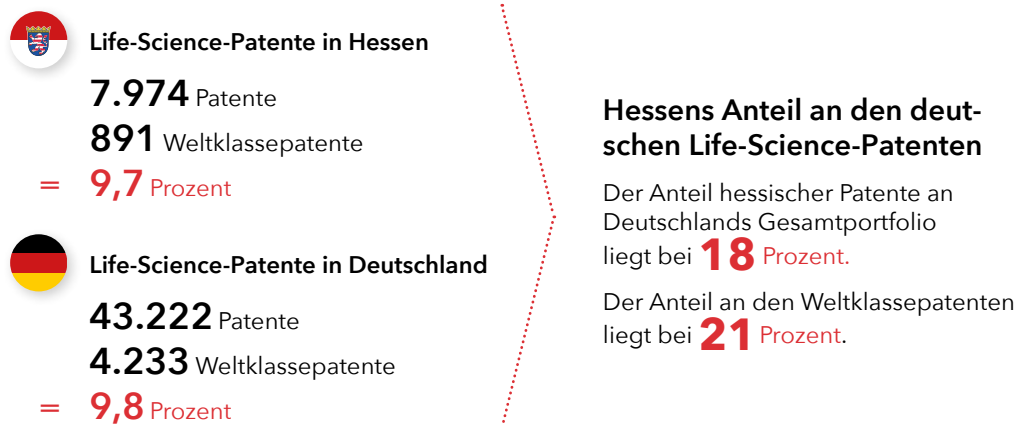 Life-Science-Patente in Hessen
7.974 Patente
891 Weltklassepatente
= 9,7 Prozent
Life-Science-Patente in Deutschland
43.222 Patente
4.233 Weltklassepatente
= 9,8 Prozent
Hessens Anteil an den deut-
schen Life-Science-Patenten
Der Anteil hessischer Patente an
Deutschlands Gesamtportfolio
liegt bei 18 Prozent.
Der Anteil an den Weltklassepatenten
liegt bei 21 Prozent.